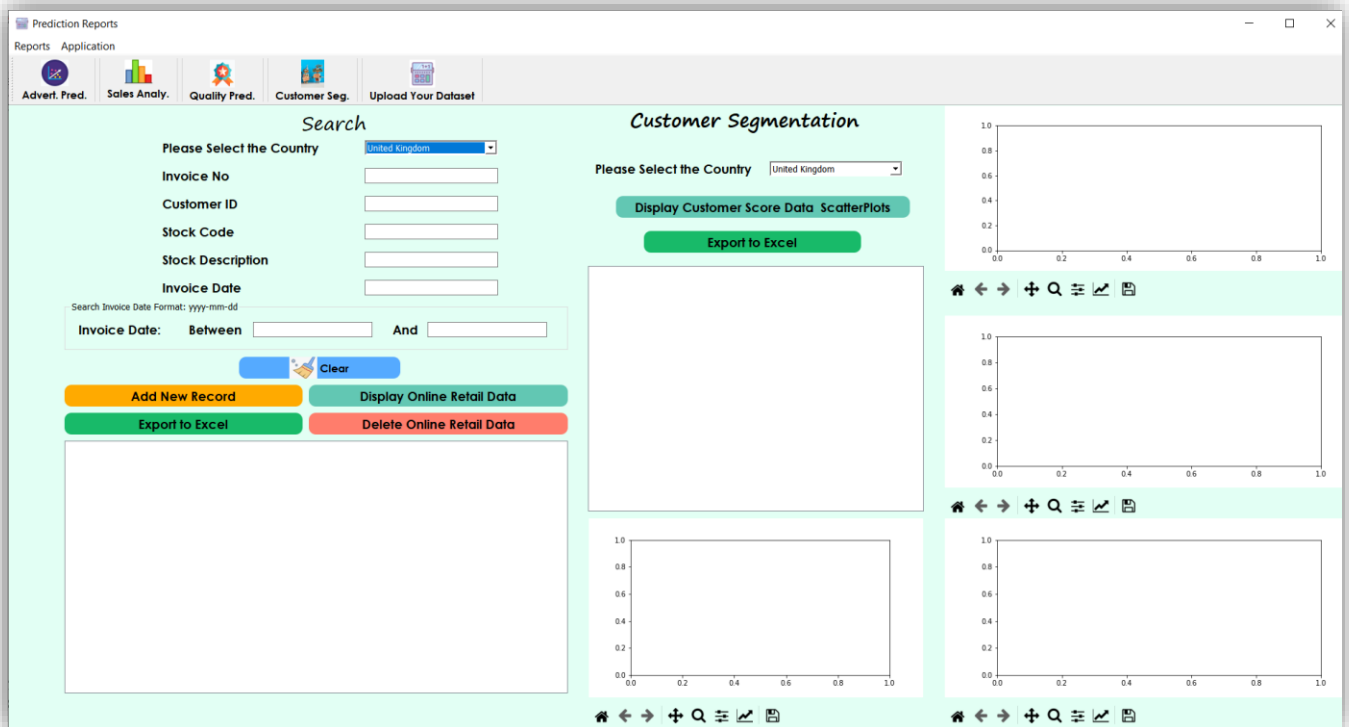 Prediction Reports
Reports Application
Advert. Pred. Sales Analy. Quality Pred. Customer Seg. Upload Your Dataset
Search
Please Select the Country United Kingdom
Invoice No
Customer ID
Stock Code
Stock Description
Invoice Date
Search Invoice Date Format: yyyy-mm-dd
Invoice Date: Between And
Clear
Add New Record Display Online Retail Data
Export to Excel Delete Online Retail Data
Customer Segmentation
Please Select the Country United Kingdom
Display Customer Score Data ScatterPlots
Export to Excel
1.0
0.8
0.6
0.4
0.2
0.0
0.0 0.2 0.4 0.6 0.8 1.0
1.0
0.8
0.6
0.4
0.2
0.0
0.0 0.2 0.4 0.6 0.8 1.0
1.0
0.8
0.6
0.4
0.2
0.0
0.0 0.2 0.4 0.6 0.8 1.0
1.0
0.8
0.6
0.4
0.2
0.0
0.0 0.2 0.4 0.6 0.8 1.0